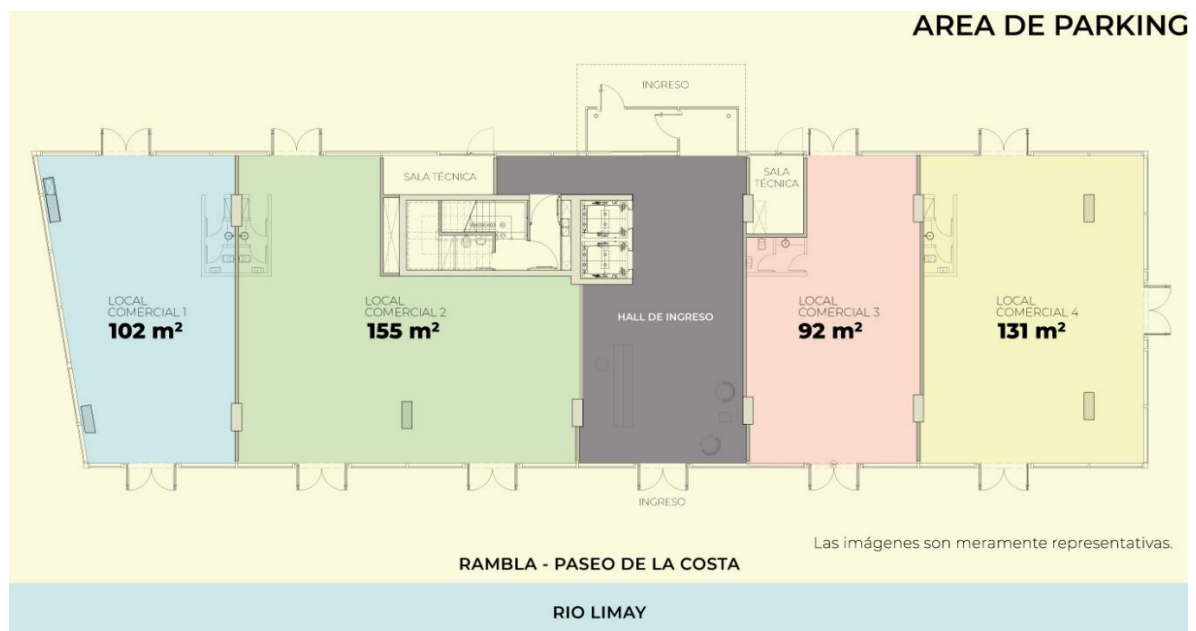 AREA DE PARKING
INGRESO
SALA TÉCNICA
SALA
TÉCNICA
LOCAL
COMERCIAL 1
102 m²
LOCAL
COMERCIAL 2
155 m²
HALL DE INGRESO
LOCAL
COMERCIAL 3
92 m²
LOCAL
COMERCIAL 4
131 m²
INGRESO
Las imágenes son meramente representativas.
RAMBLA - PASEO DE LA COSTA
RIO LIMAY